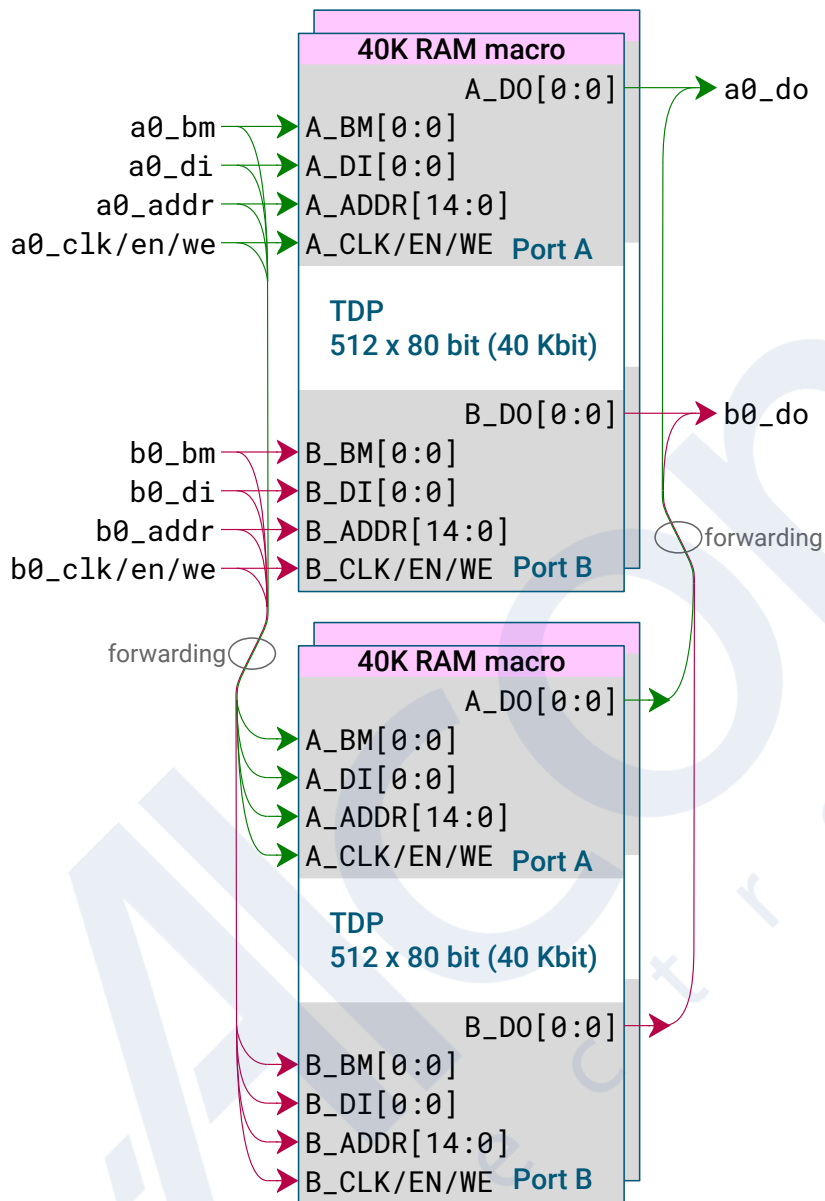 40K RAM macro
A_DO[0:0]
a0_do
a0_bm
A_BM[0:0]
a0_di
A_DI[0:0]
a0_addr
A_ADDR[14:0]
a0_clk/en/we
A_CLK/EN/WE
Port A
TDP
512 x 80 bit (40 Kbit)
B_DO[0:0]
b0_do
b0_bm
B_BM[0:0]
b0_di
B_DI[0:0]
b0_addr
B_ADDR[14:0]
forwarding
b0_clk/en/we
B_CLK/EN/WE
Port B
forwarding
40K RAM macro
A_DO[0:0]
A_BM[0:0]
A_DI[0:0]
A_ADDR[14:0]
A_CLK/EN/WE
Port A
TDP
512 x 80 bit (40 Kbit)
B_DO[0:0]
B_BM[0:0]
B_DI[0:0]
B_ADDR[14:0]
B_CLK/EN/WE
Port B